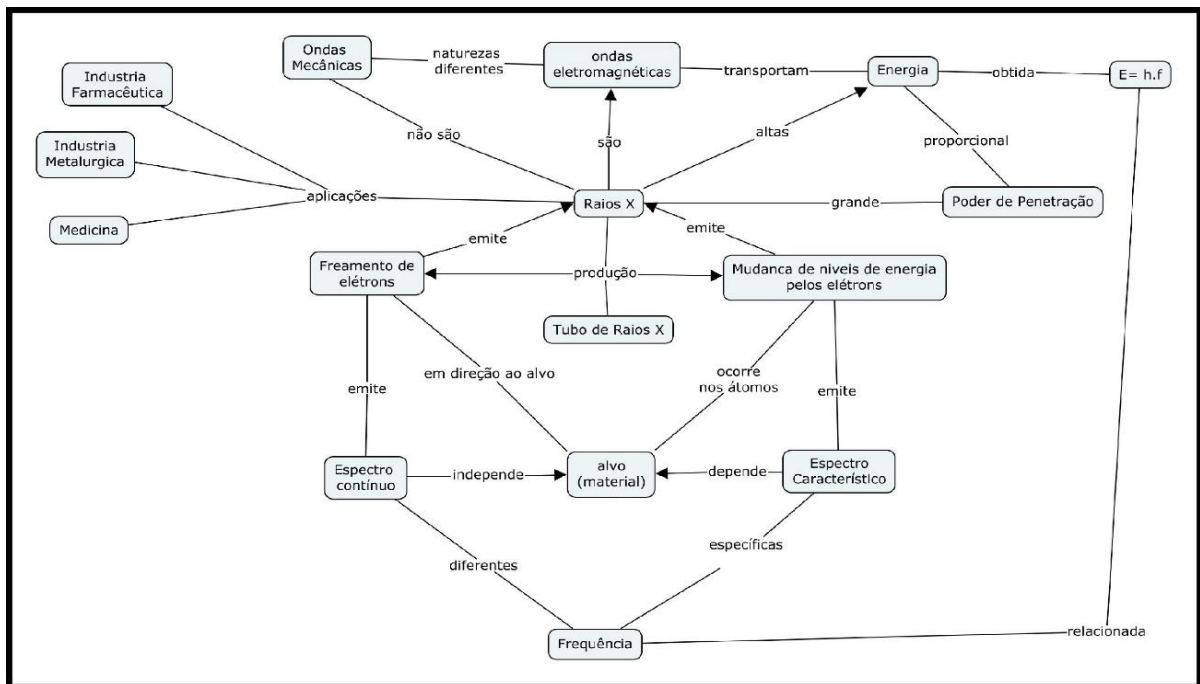 Ondas
Mecânicas
naturezas
diferentes
ondas
eletromagnéticas
transportam
Energia
obtida
E= h.f
Industria
Farmacêutica
não são
são
altas
proporcional
Industria
Metalurgica
aplicações
Raios X
grande
Poder de Penetração
Medicina
emite
emite
Freamento de
elétrons
produção
Mudanca de niveis de energia
pelos elétrons
Tubo de Raios X
em direção ao alvo
ocorre
nos átomos
emite
emite
Espectro
contínuo
independe
alvo
(material)
depende
Espectro
Característico
diferentes
específicas
Frequência
relacionada